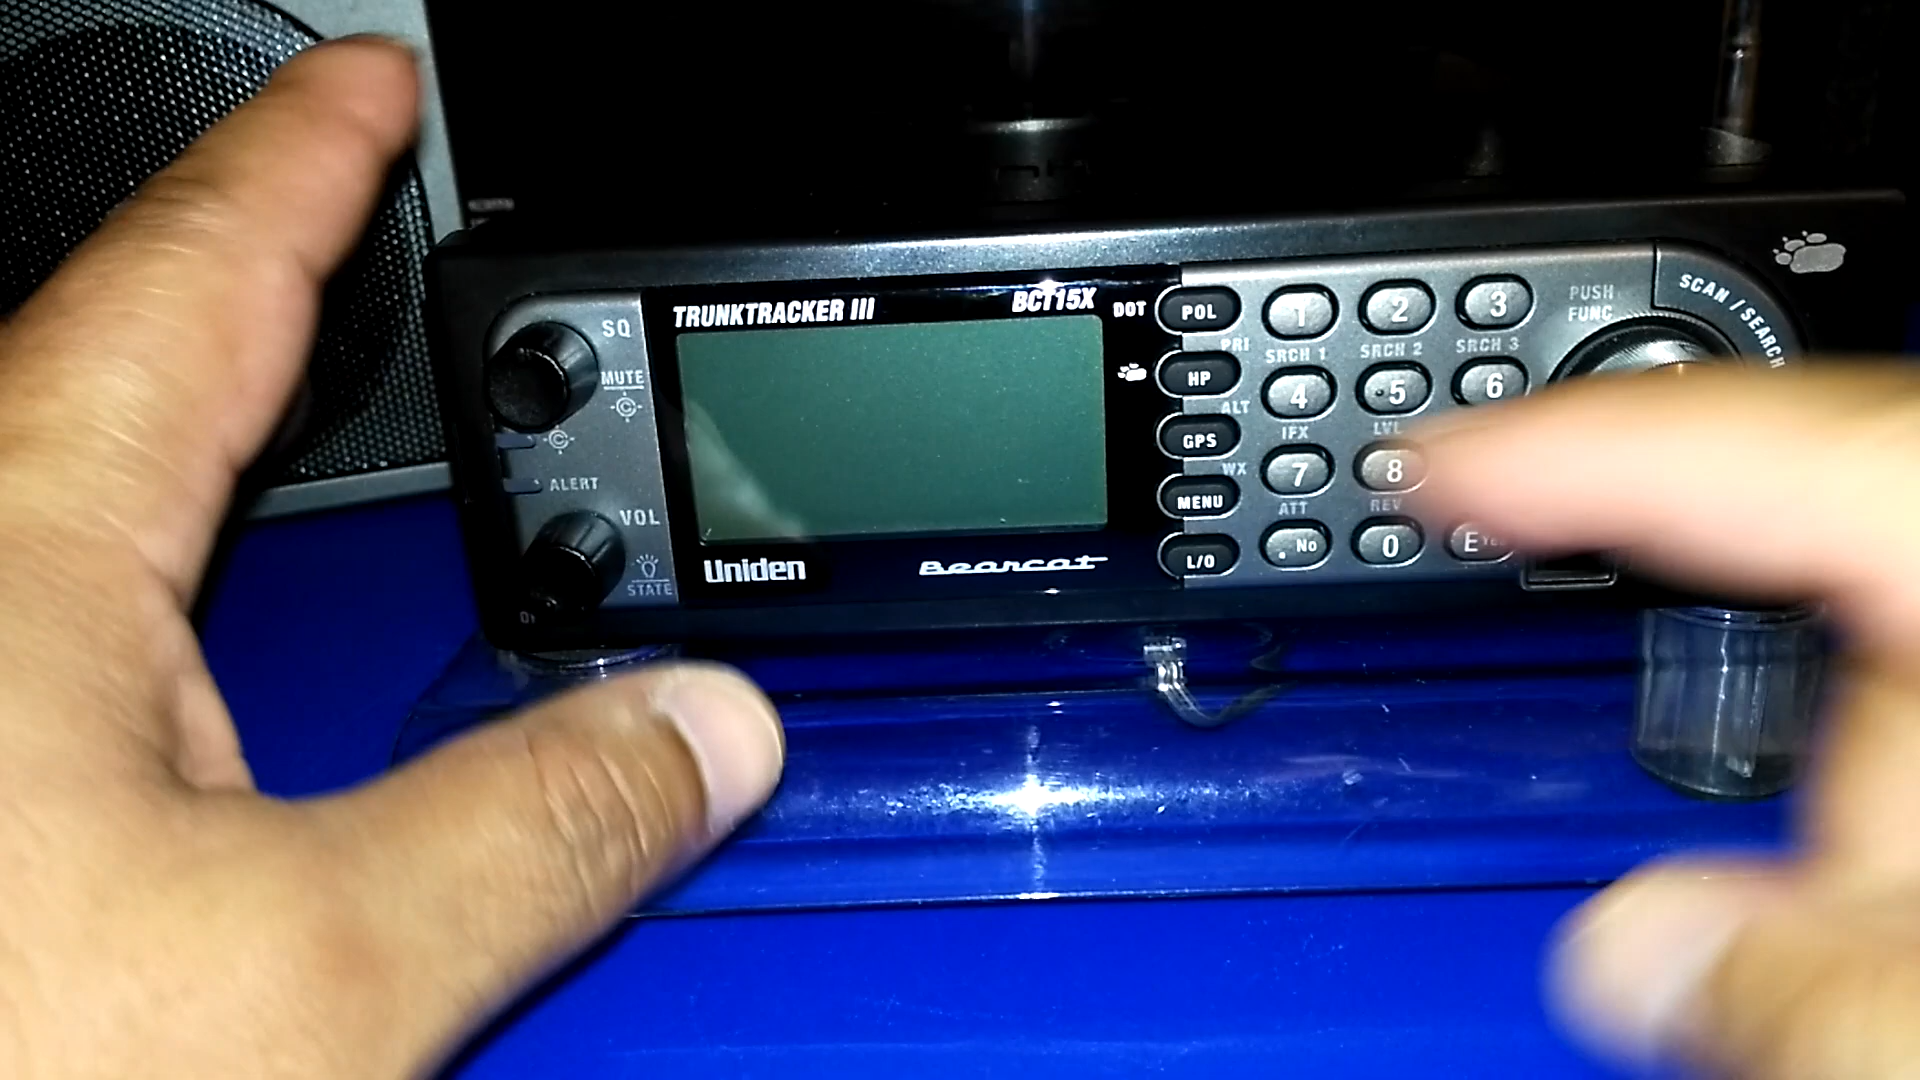 TRUNKTRACKER III
BCT15X
SQ
MUTE
ALERT
VOL
STATE
Uniden
Bearcat
DOT
POL
PRI
HP
ALT
GPS
WX
MENU
L/O
1
2
3
SRCH 1
SRCH 2
SRCH 3
4
5
6
IFX
LVL
7
8
ATT
REV
. No
0
E YES
PUSH
FUNC
SCAN / SEARCH